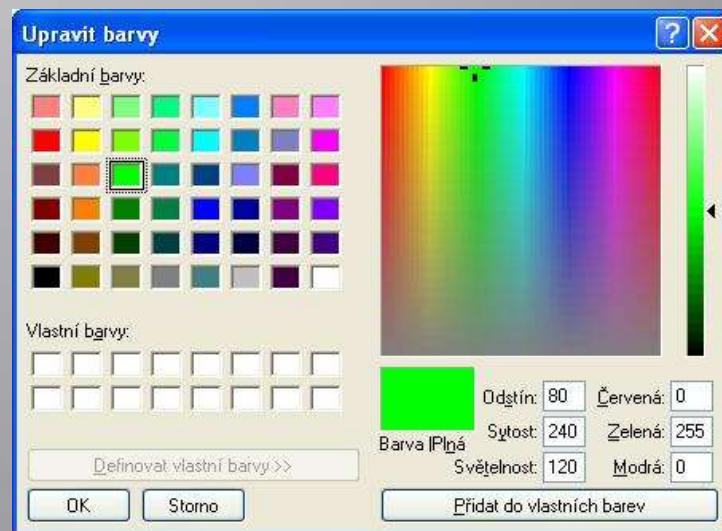 Upravit barvy
Základní barvy:
Vlastní barvy:
Definovat vlastní barvy >>
OK Storno
Barva|Plná
Odstín: 80 Červená: 0
Sytost: 240 Zelená: 255
Světelnost: 120 Modrá: 0
Přidat do vlastních barev